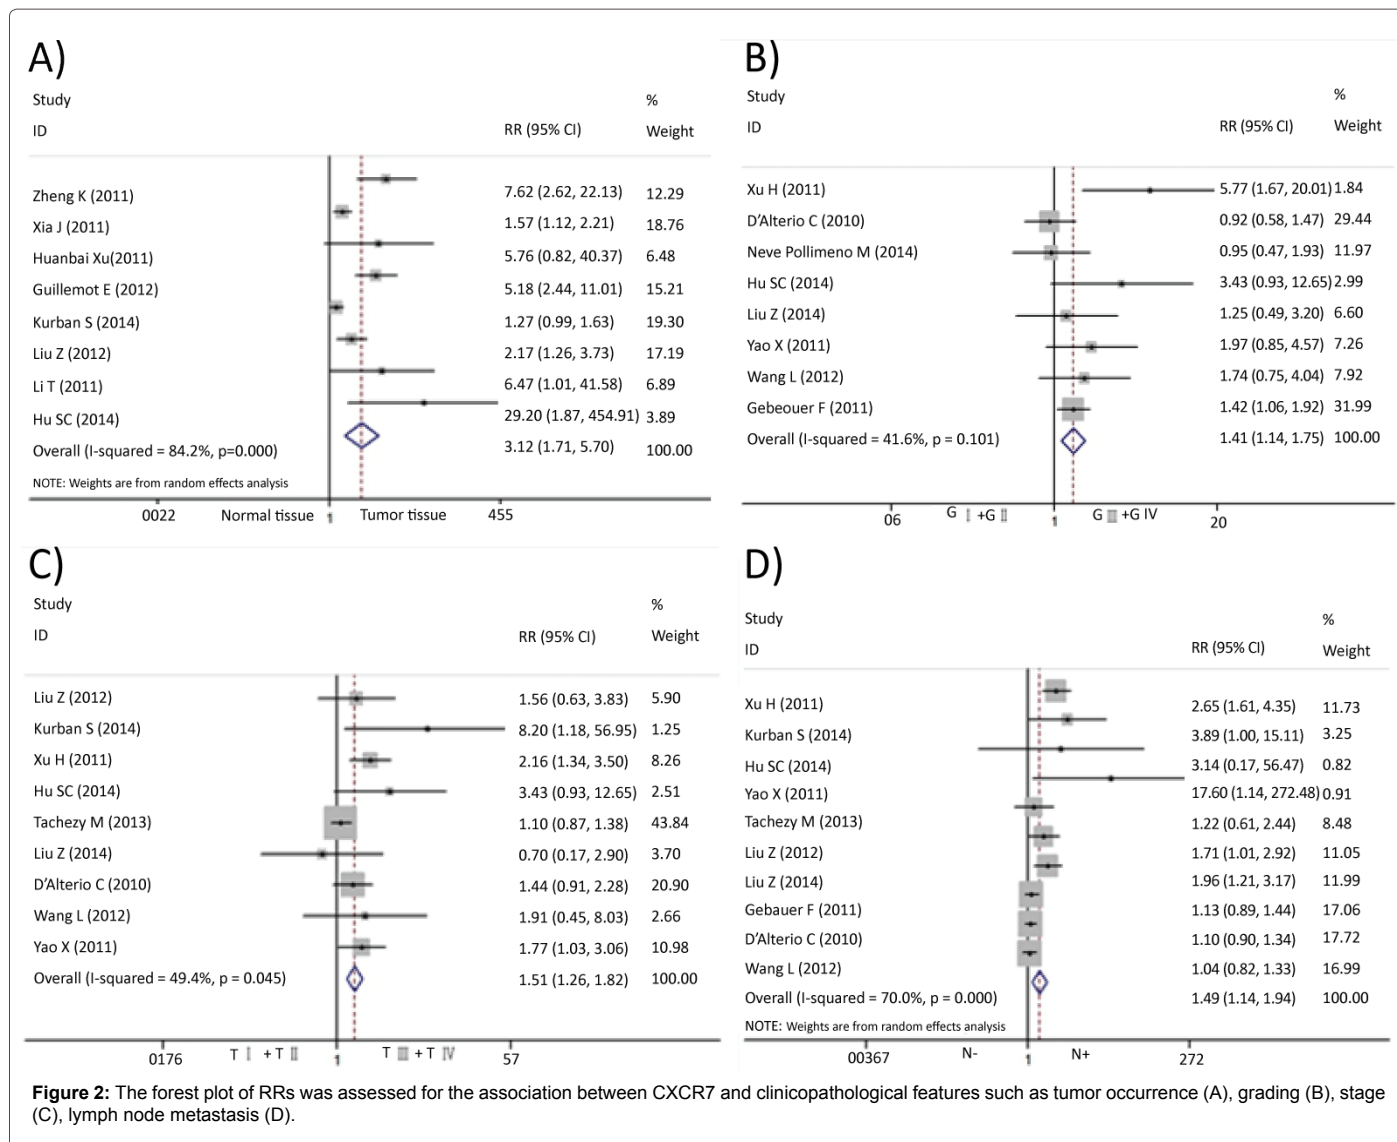 A)
Study %
ID RR (95% CI) Weight
Zheng K (2011) 7.62 (2.62, 22.13) 12.29
Xia J (2011) 1.57 (1.12, 2.21) 18.76
Huanbai Xu(2011) 5.76 (0.82, 40.37) 6.48
Guillemot E (2012) 5.18 (2.44, 11.01) 15.21
Kurban S (2014) 1.27 (0.99, 1.63) 19.30
Liu Z (2012) 2.17 (1.26, 3.73) 17.19
Li T (2011) 6.47 (1.01, 41.58) 6.89
Hu SC (2014) 29.20 (1.87, 454.91) 3.89
Overall (I-squared = 84.2%, p=0.000) 3.12 (1.71, 5.70) 100.00
NOTE: Weights are from random effects analysis
0022 Normal tissue 1 Tumor tissue 455
B)
Study %
ID RR (95% CI) Weight
Xu H (2011) 5.77 (1.67, 20.01) 1.84
D'Alterio C (2010) 0.92 (0.58, 1.47) 29.44
Neve Pollimeno M (2014) 0.95 (0.47, 1.93) 11.97
Hu SC (2014) 3.43 (0.93, 12.65) 2.99
Liu Z (2014) 1.25 (0.49, 3.20) 6.60
Yao X (2011) 1.97 (0.85, 4.57) 7.26
Wang L (2012) 1.74 (0.75, 4.04) 7.92
Gebeouer F (2011) 1.42 (1.06, 1.92) 31.99
Overall (I-squared = 41.6%, p = 0.101) 1.41 (1.14, 1.75) 100.00
06 G Ⅰ +G Ⅱ 1 G Ⅲ +G IV 20
C)
Study %
ID RR (95% CI) Weight
Liu Z (2012) 1.56 (0.63, 3.83) 5.90
Kurban S (2014) 8.20 (1.18, 56.95) 1.25
Xu H (2011) 2.16 (1.34, 3.50) 8.26
Hu SC (2014) 3.43 (0.93, 12.65) 2.51
Tachezy M (2013) 1.10 (0.87, 1.38) 43.84
Liu Z (2014) 0.70 (0.17, 2.90) 3.70
D'Alterio C (2010) 1.44 (0.91, 2.28) 20.90
Wang L (2012) 1.91 (0.45, 8.03) 2.66
Yao X (2011) 1.77 (1.03, 3.06) 10.98
Overall (I-squared = 49.4%, p = 0.045) 1.51 (1.26, 1.82) 100.00
0176 T Ⅰ + T Ⅱ 1 T Ⅲ + T Ⅳ 57
D)
Study %
ID RR (95% CI) Weight
Xu H (2011) 2.65 (1.61, 4.35) 11.73
Kurban S (2014) 3.89 (1.00, 15.11) 3.25
Hu SC (2014) 3.14 (0.17, 56.47) 0.82
Yao X (2011) 17.60 (1.14, 272.48) 0.91
Tachezy M (2013) 1.22 (0.61, 2.44) 8.48
Liu Z (2012) 1.71 (1.01, 2.92) 11.05
Liu Z (2014) 1.96 (1.21, 3.17) 11.99
Gebauer F (2011) 1.13 (0.89, 1.44) 17.06
D'Alterio C (2010) 1.10 (0.90, 1.34) 17.72
Wang L (2012) 1.04 (0.82, 1.33) 16.99
Overall (I-squared = 70.0%, p = 0.000) 1.49 (1.14, 1.94) 100.00
NOTE: Weights are from random effects analysis
00367 N- 1 N+ 272
Figure 2: The forest plot of RRs was assessed for the association between CXCR7 and clinicopathological features such as tumor occurrence (A), grading (B), stage
(C), lymph node metastasis (D).